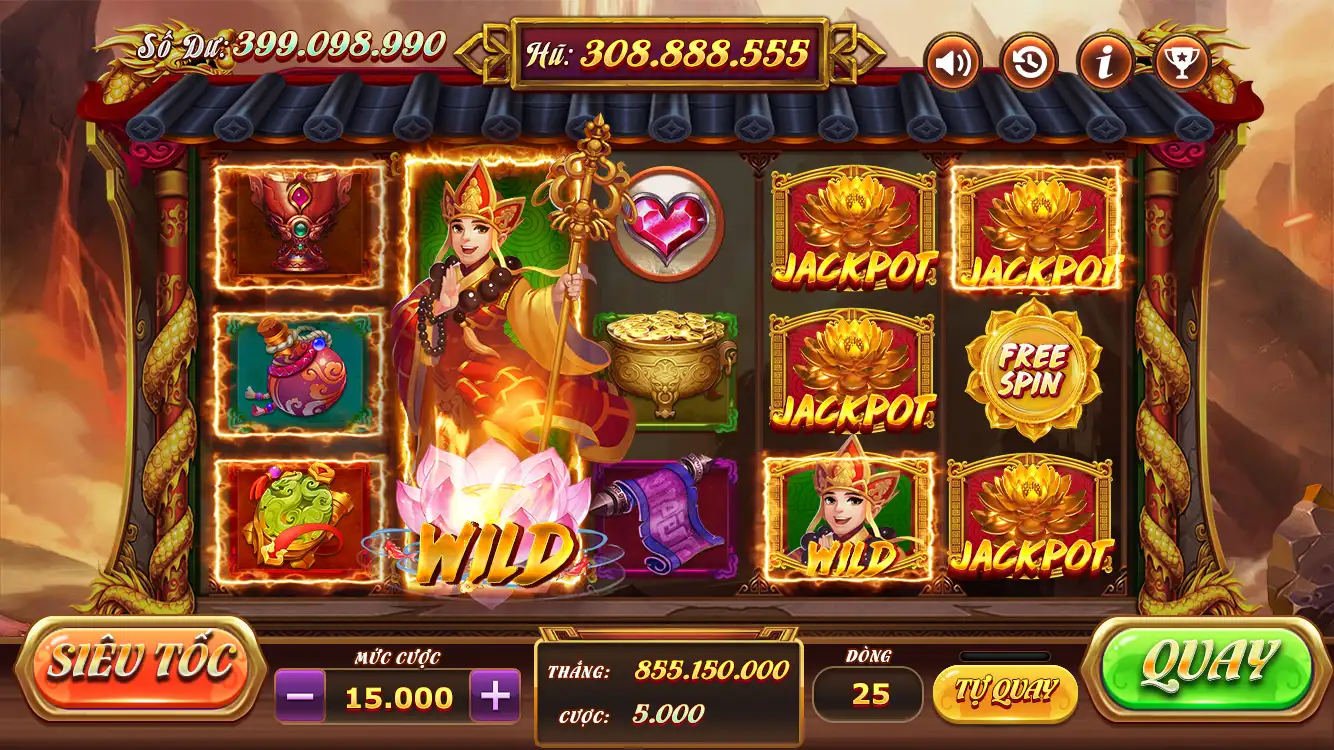 Số Dư: 399.098.990
Hũ: 308.888.555
i
JACKPOT
JACKPOT
JACKPOT
FREE
SPIN
WILD
WILD
JACKPOT
SIÊU TỐC
MỨC CƯỢC
- 15.000 +
THẮNG: 855.150.000
CƯỢC: 5.000
DÒNG
25
TỰ QUAY
QUAY